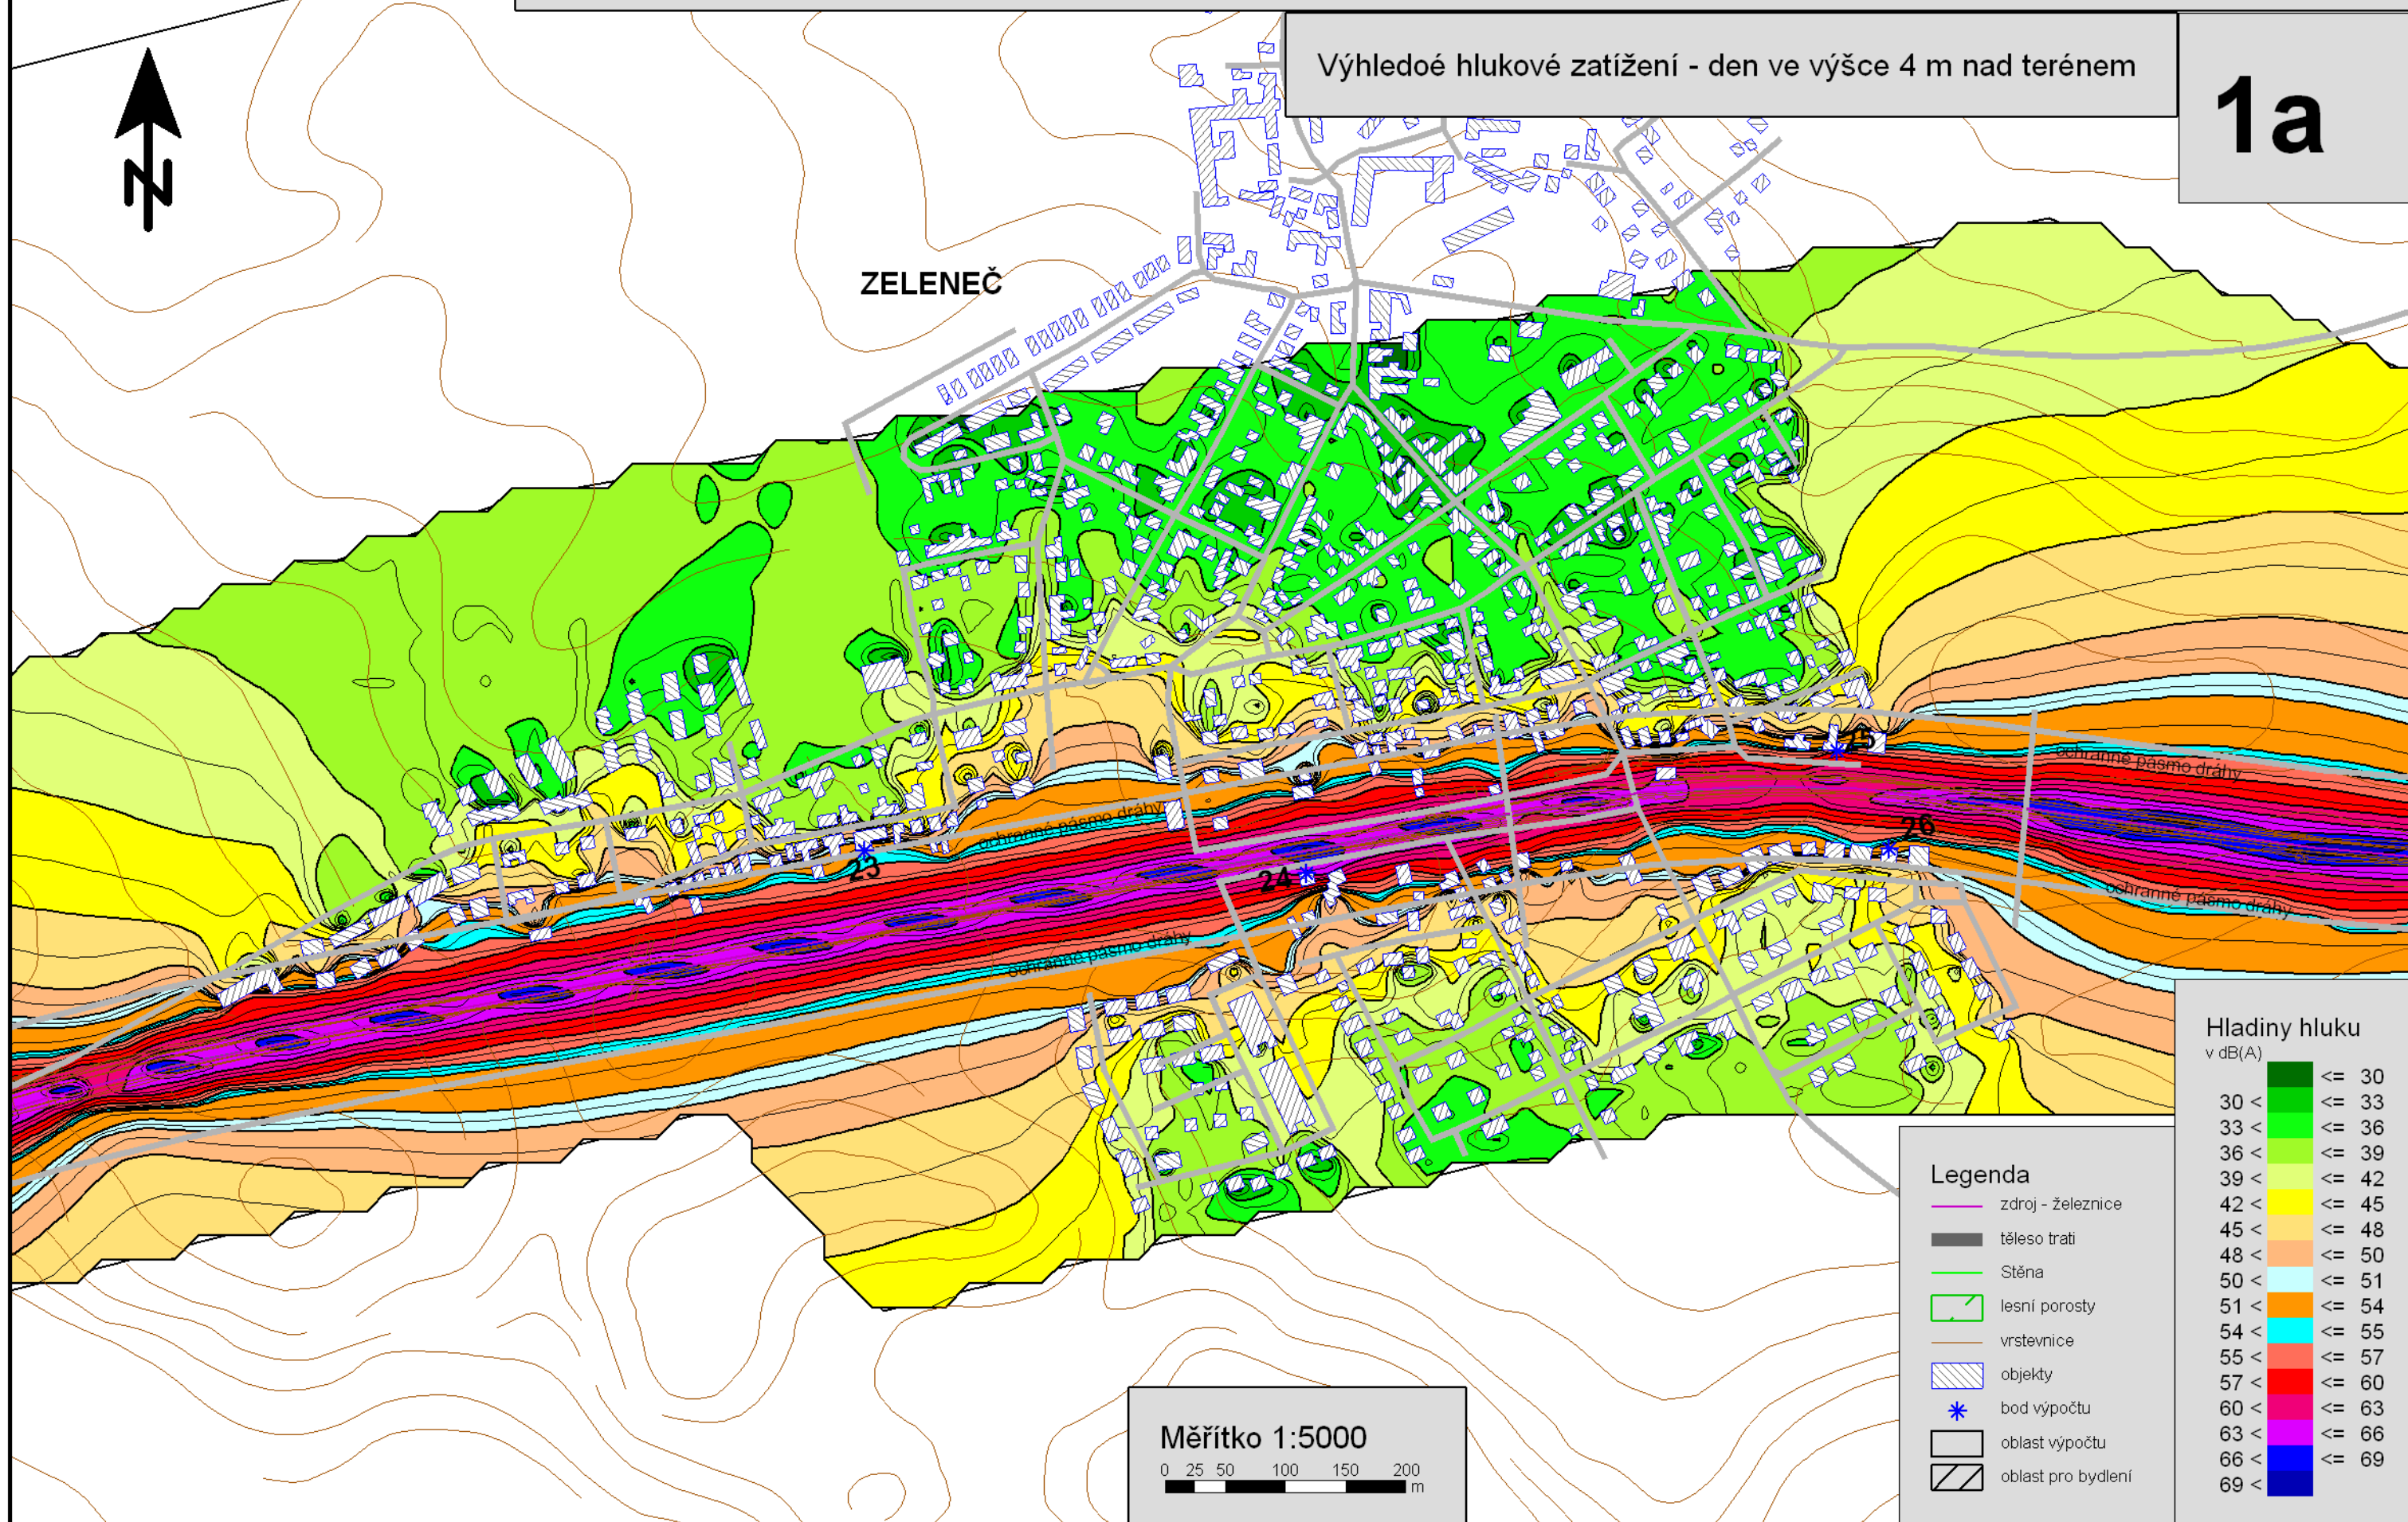 Výhledoé hlukové zatížení - den ve výšce 4 m nad terénem
1a
N
ZELENEČ
25
ochranné pásmo dráhy
ochranné pásmo dráhy
26
23
24
ochranné pásmo dráhy
ochranné pásmo dráhy
Hladiny hluku
v dB(A)
<= 30
30 < <= 33
33 < <= 36
36 < <= 39
39 < <= 42
42 < <= 45
45 < <= 48
48 < <= 50
50 < <= 51
51 < <= 54
54 < <= 55
55 < <= 57
57 < <= 60
60 < <= 63
63 < <= 66
66 < <= 69
69 <
Legenda
zdroj - železnice
těleso trati
Stěna
lesní porosty
vrstevnice
objekty
bod výpočtu
oblast výpočtu
oblast pro bydlení
Měřítko 1:5000
0 25 50 100 150 200
m